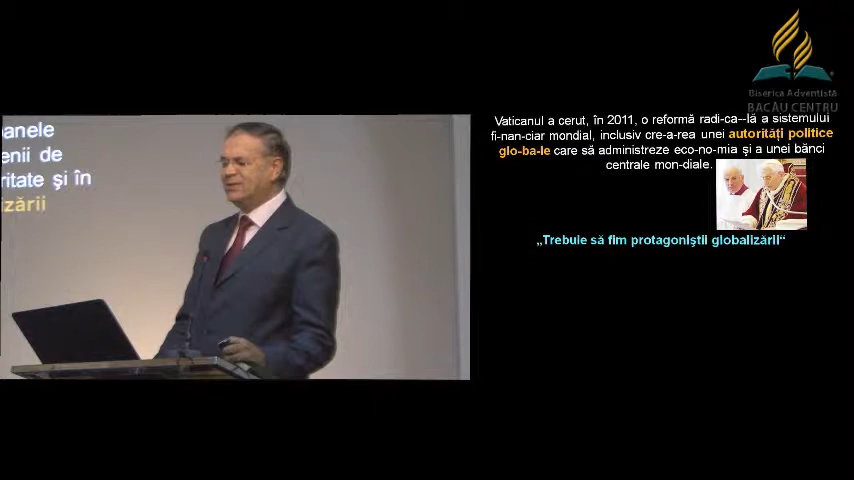 Biserica Adventistă
BACĂU CENTRU
Vaticanul a cerut, în 2011, o reformă radi-ca--lă a sistemului
fi-nan-ciar mondial, inclusiv cre-a-rea unei autorități politice
glo-ba-le care să administreze eco-no-mia şi a unei bănci
centrale mon-diale.
„Trebuie să fim protagoniştii globalizării“
panele
enii de
ritate şi în
izării